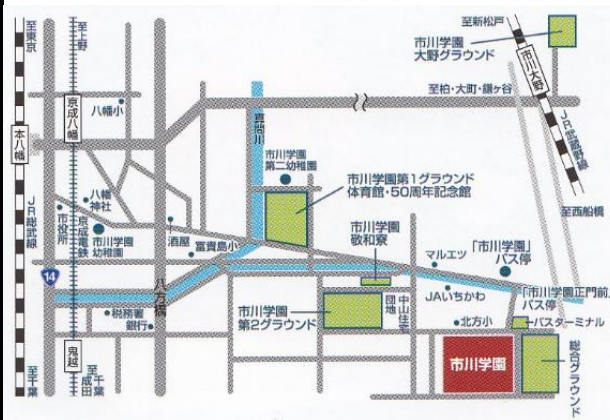 至東京
至上野
至新松戸
市川学園
大野グラウンド
市川大野
京成八幡
八幡小
至柏・大町・鎌ヶ谷
本八幡
真間川
JR武蔵野線
市川学園
第二幼稚園
市川学園第1グラウンド
体育館・50周年記念館
八幡
神社
市役所
京成電鉄
市川学園
幼稚園
JR総武線
酒屋
冨貴島小
市川学園
敬和寮
マルエツ
「市川学園」
バス停
至西船橋
14
八方橋
税務署
銀行
市川学園
第2グラウンド
中山住宅
団地
JAいちかわ
北方小
「市川学園正門前」
バス停
バスターミナル
鬼越
至千葉
至成田
千葉
市川学園
総合グラウンド